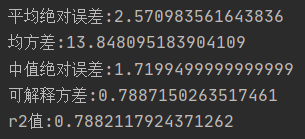 平均绝对误差:2.570983561643836
均方差:13.848095183904109
中值绝对误差:1.7199499999999999
可解释方差:0.7887150263517461
r2值:0.7882117924371262